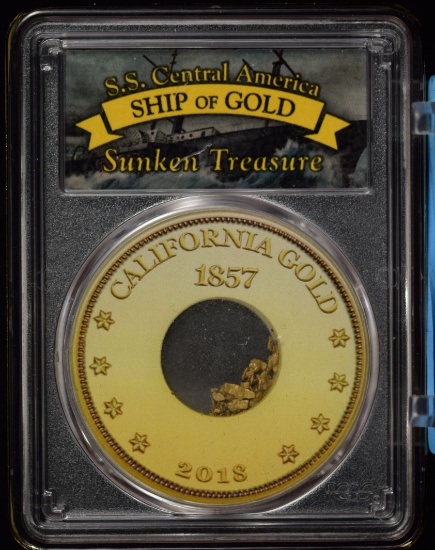 S.S. Central America
SHIP OF GOLD
Sunken Treasure
CALIFORNIA GOLD
1857
2018